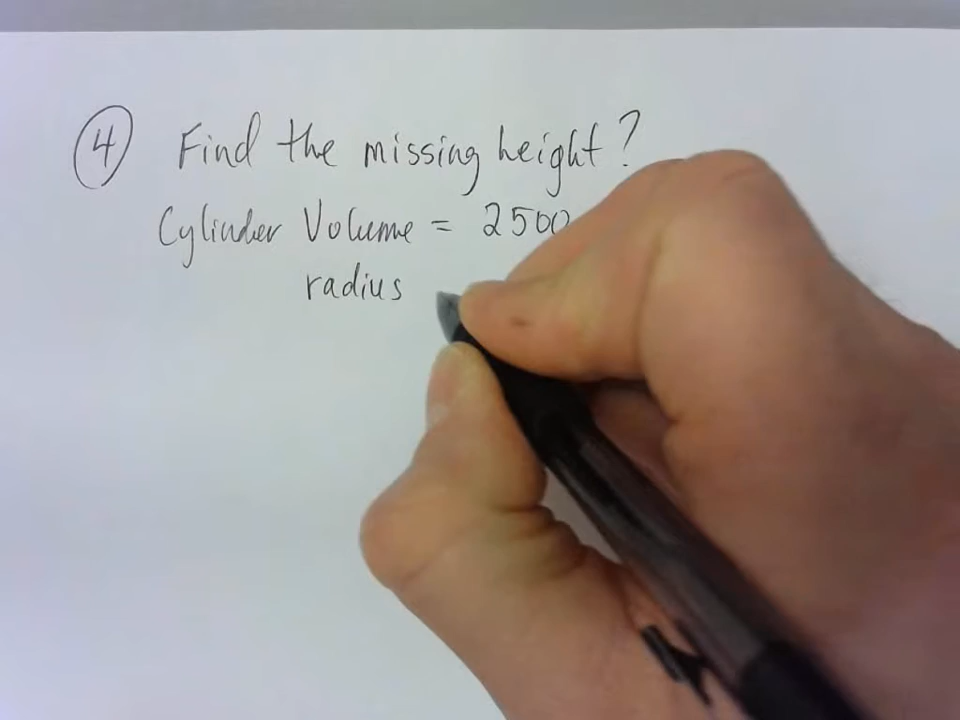 4 Find the missing height?
Cylinder Volume = 2500
radius